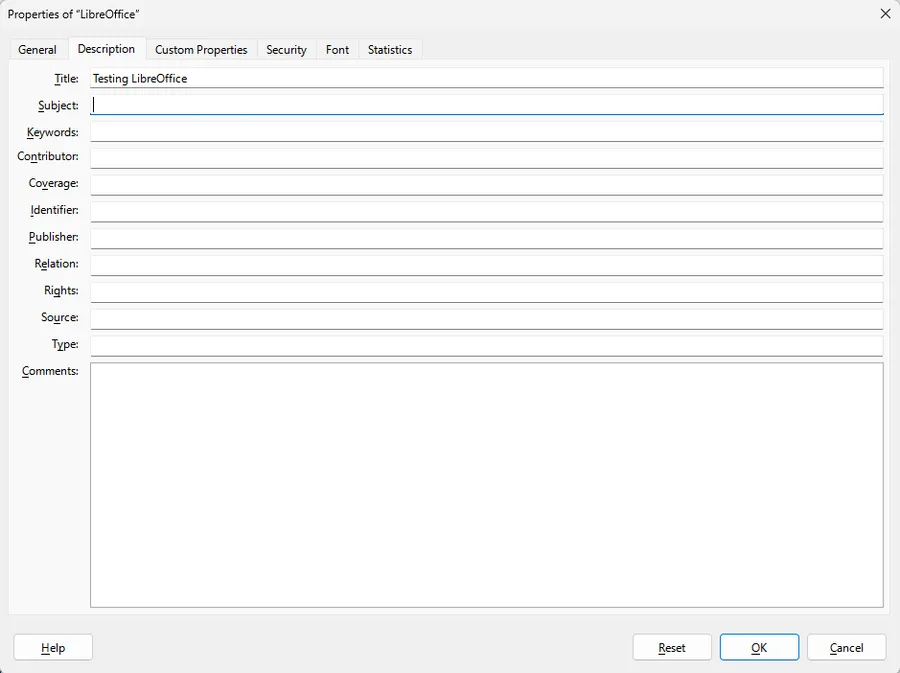 Properties of “LibreOffice”
General Description Custom Properties Security Font Statistics
Title: Testing LibreOffice
Subject:
Keywords:
Contributor:
Coverage:
Identifier:
Publisher:
Relation:
Rights:
Source:
Type:
Comments:
Help Reset OK Cancel